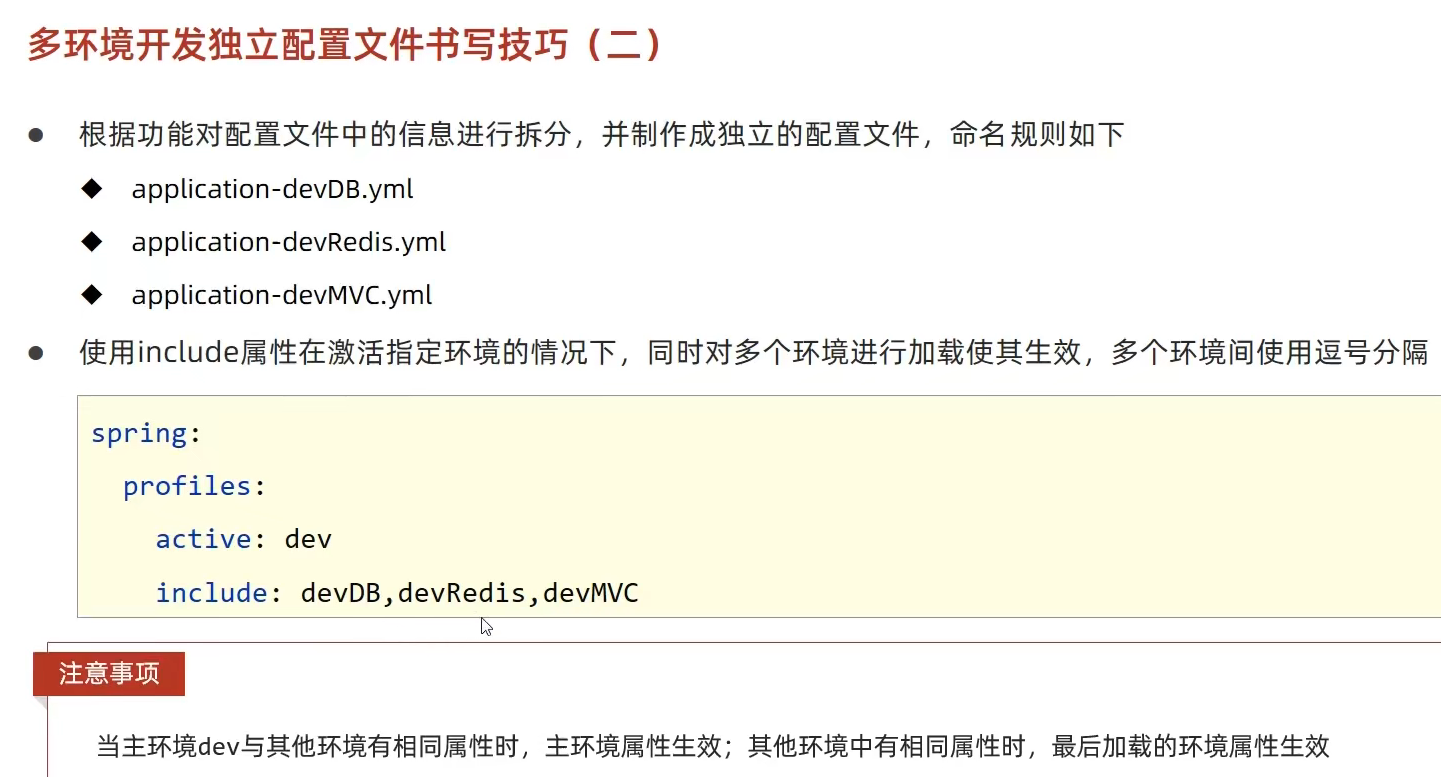 多环境开发独立配置文件书写技巧（二）
根据功能对配置文件中的信息进行拆分，并制作成独立的配置文件，命名规则如下
application-devDB.yml
application-devRedis.yml
application-devMVC.yml
使用include属性在激活指定环境的情况下，同时对多个环境进行加载使其生效，多个环境间使用逗号分隔
spring:
profiles:
active: dev
include: devDB,devRedis,devMVC
注意事项
当主环境dev与其他环境有相同属性时，主环境属性生效；其他环境中有相同属性时，最后加载的环境属性生效